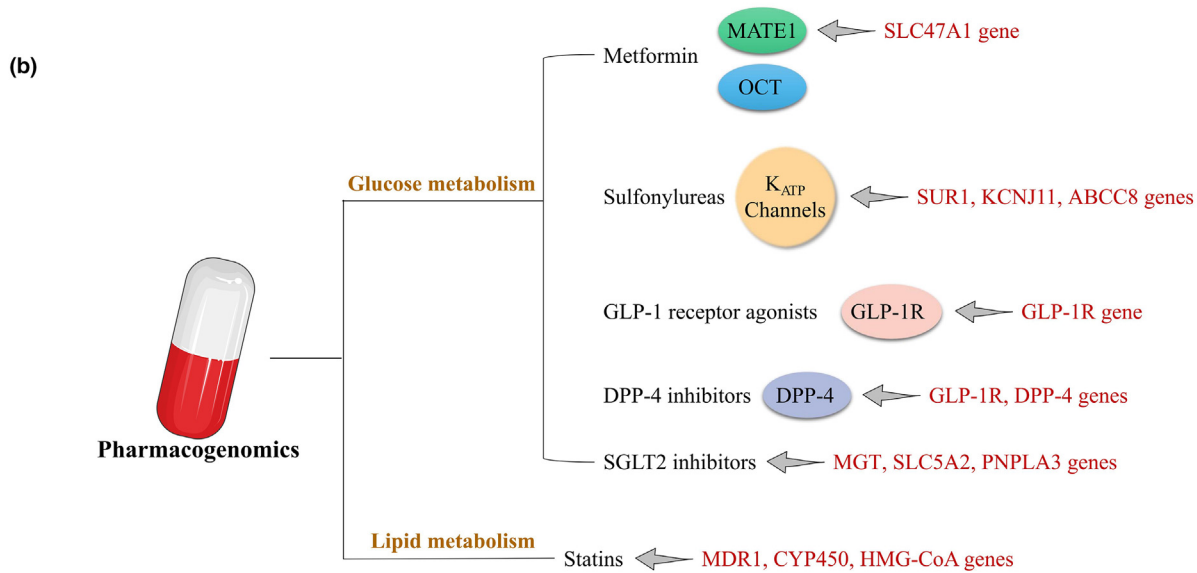 (b)
Metformin
MATE1
SLC47A1 gene
OCT
Glucose metabolism
Sulfonylureas
K_ATP
Channels
SUR1, KCNJ11, ABCC8 genes
GLP-1 receptor agonists
GLP-1R
GLP-1R gene
DPP-4 inhibitors
DPP-4
GLP-1R, DPP-4 genes
Pharmacogenomics
SGLT2 inhibitors
MGT, SLC5A2, PNPLA3 genes
Lipid metabolism
Statins
MDR1, CYP450, HMG-CoA genes